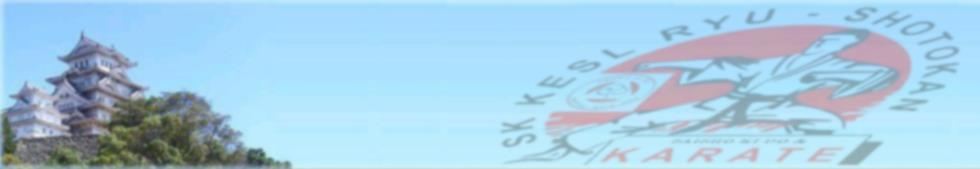 SK KESL RYU - SHOTOKAN
KARATE